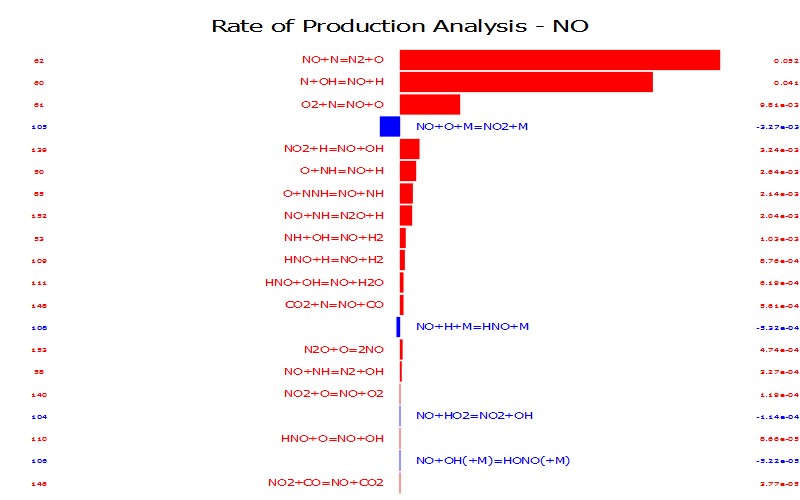 Rate of Production Analysis - NO
62 NO+N=N2+O 0.052
60 N+OH=NO+H 0.041
61 O2+N=NO+O 9.81e-03
105 NO+O+M=NO2+M -3.27e-03
139 NO2+H=NO+OH 3.24e-03
50 O+NH=NO+H 2.64e-03
85 O+NNH=NO+NH 2.14e-03
152 NO+NH=N2O+H 2.04e-03
53 NH+OH=NO+H2 1.03e-03
109 HNO+H=NO+H2 8.76e-04
111 HNO+OH=NO+H2O 6.19e-04
148 CO2+N=NO+CO 5.61e-04
108 NO+H+M=HNO+M -5.32e-04
153 N2O+O=2NO 4.74e-04
58 NO+NH=N2+OH 3.27e-04
140 NO2+O=NO+O2 1.19e-04
104 NO+HO2=NO2+OH -1.14e-04
110 HNO+O=NO+OH 8.66e-05
106 NO+OH(+M)=HONO(+M) -5.22e-05
146 NO2+CO=NO+CO2 3.77e-05